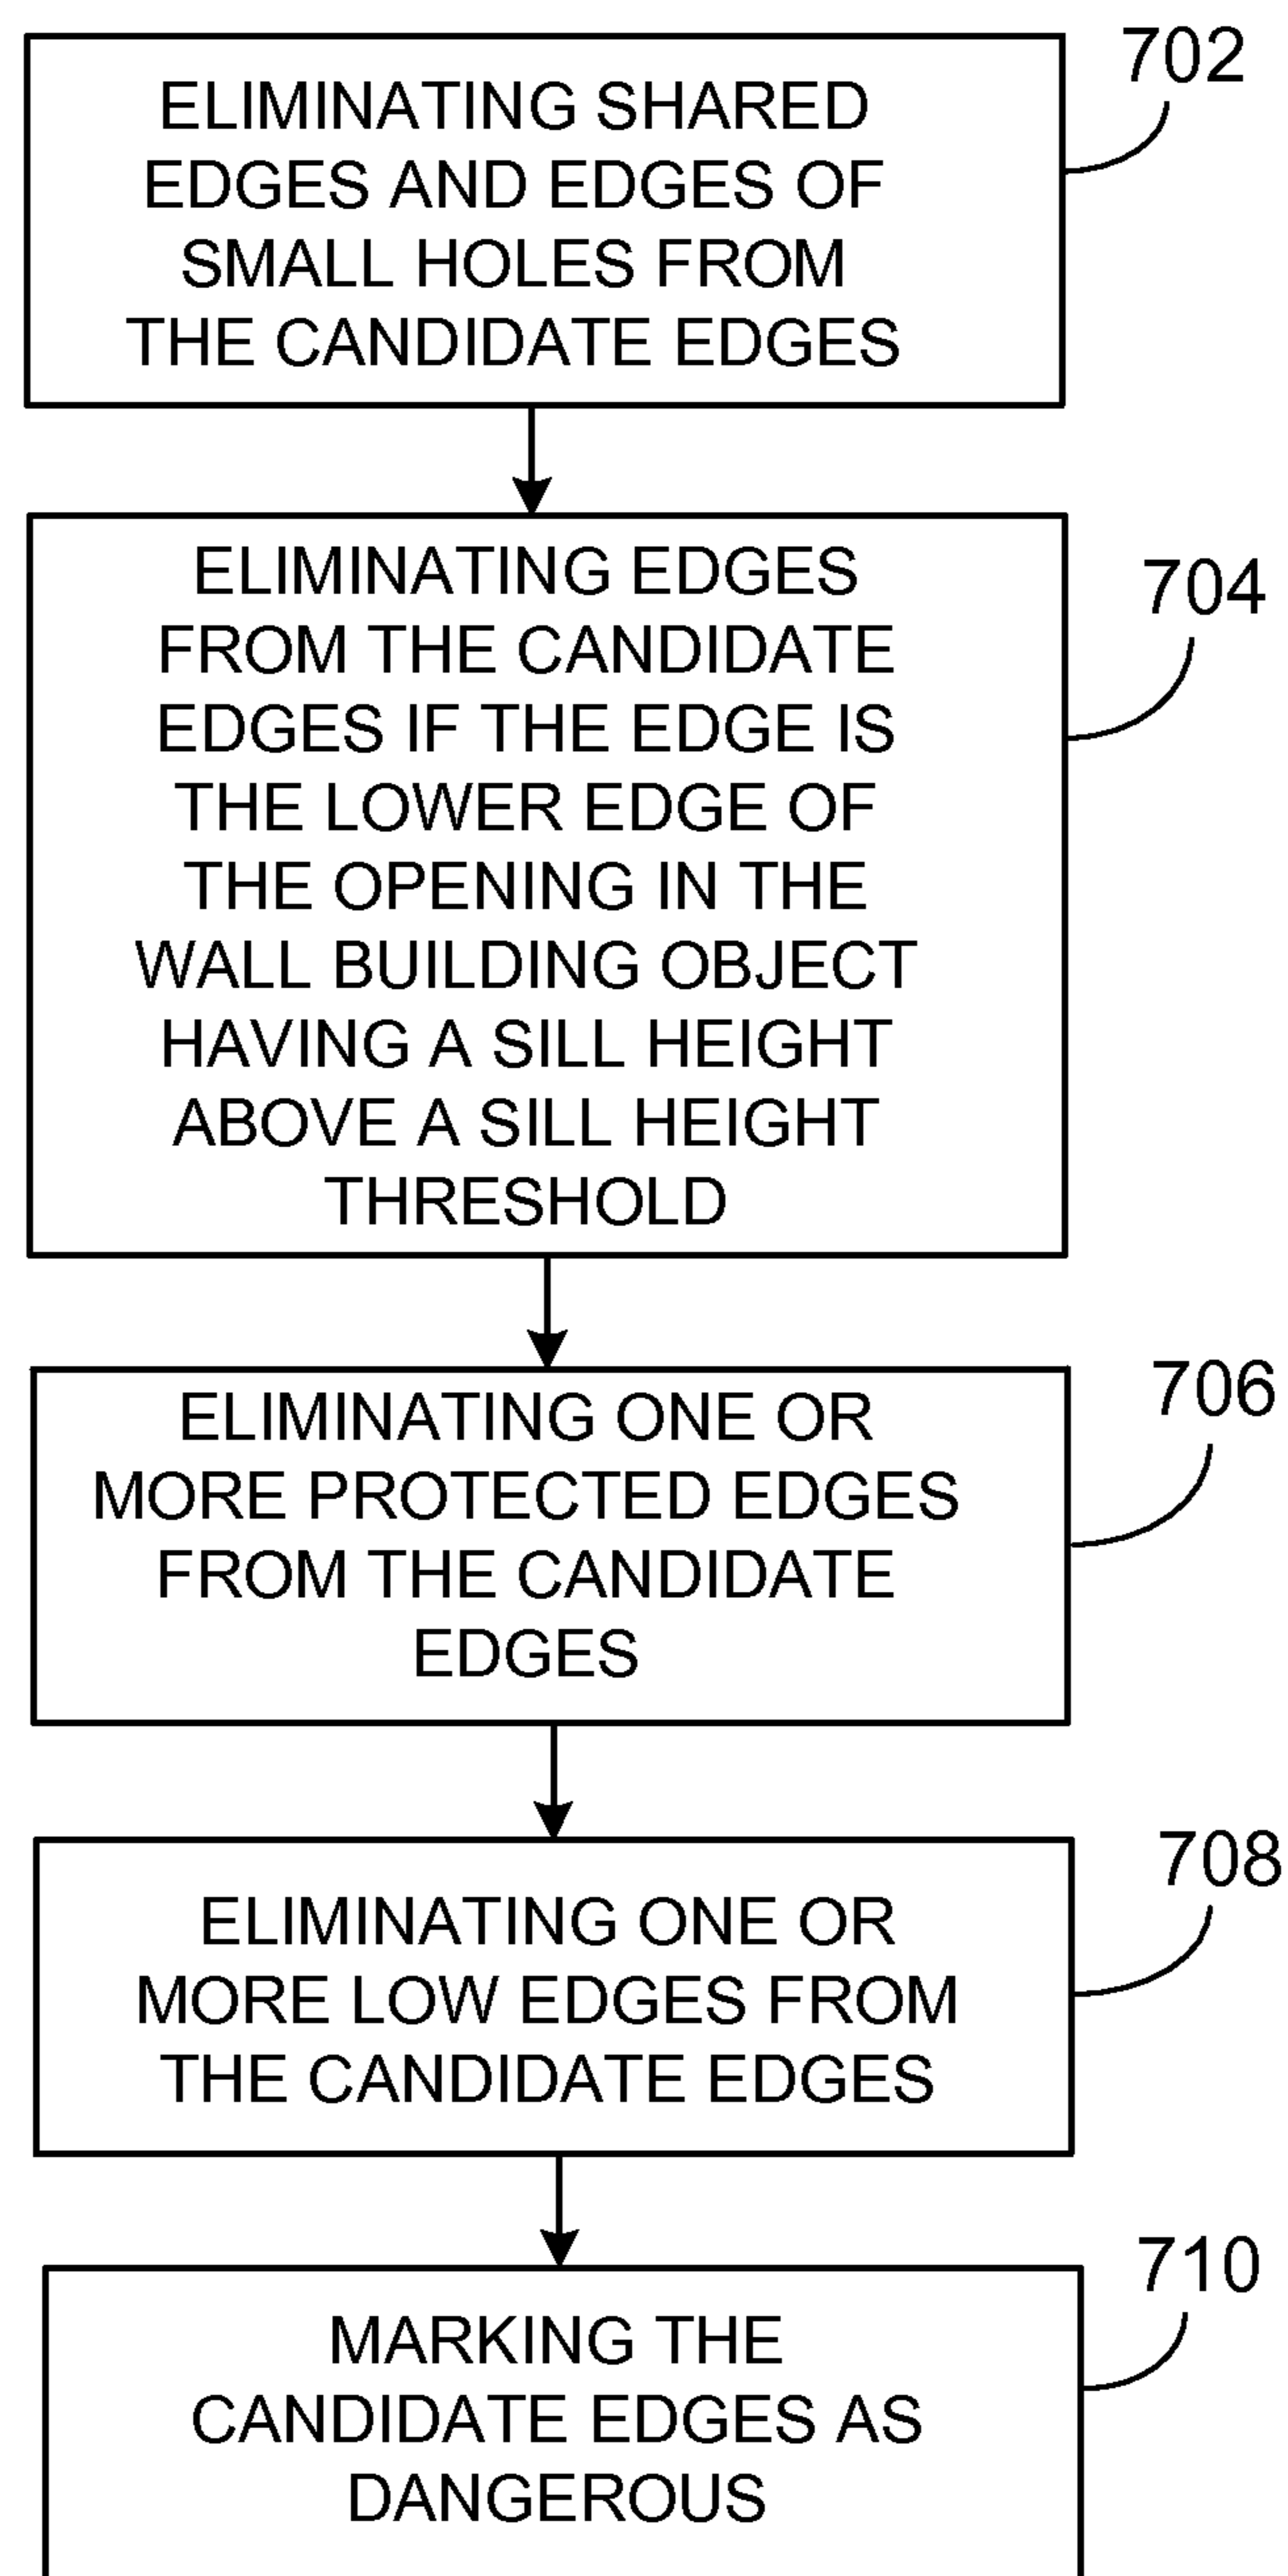 702
ELIMINATING SHARED
EDGES AND EDGES OF
SMALL HOLES FROM
THE CANDIDATE EDGES
704
ELIMINATING EDGES
FROM THE CANDIDATE
EDGES IF THE EDGE IS
THE LOWER EDGE OF
THE OPENING IN THE
WALL BUILDING OBJECT
HAVING A SILL HEIGHT
ABOVE A SILL HEIGHT
THRESHOLD
706
ELIMINATING ONE OR
MORE PROTECTED EDGES
FROM THE CANDIDATE
EDGES
708
ELIMINATING ONE OR
MORE LOW EDGES FROM
THE CANDIDATE EDGES
710
MARKING THE
CANDIDATE EDGES AS
DANGEROUS